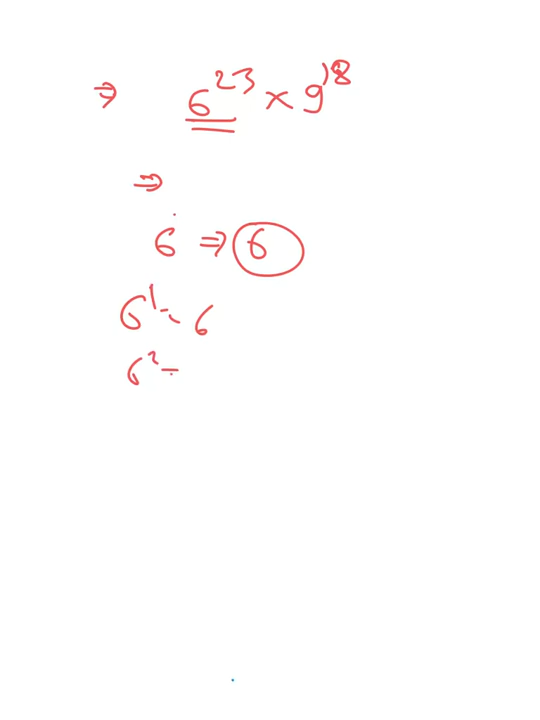 ⇒ 6²³ × 9¹⁸
⇒
6 ⇒ 6
6¹ = 6
6² =